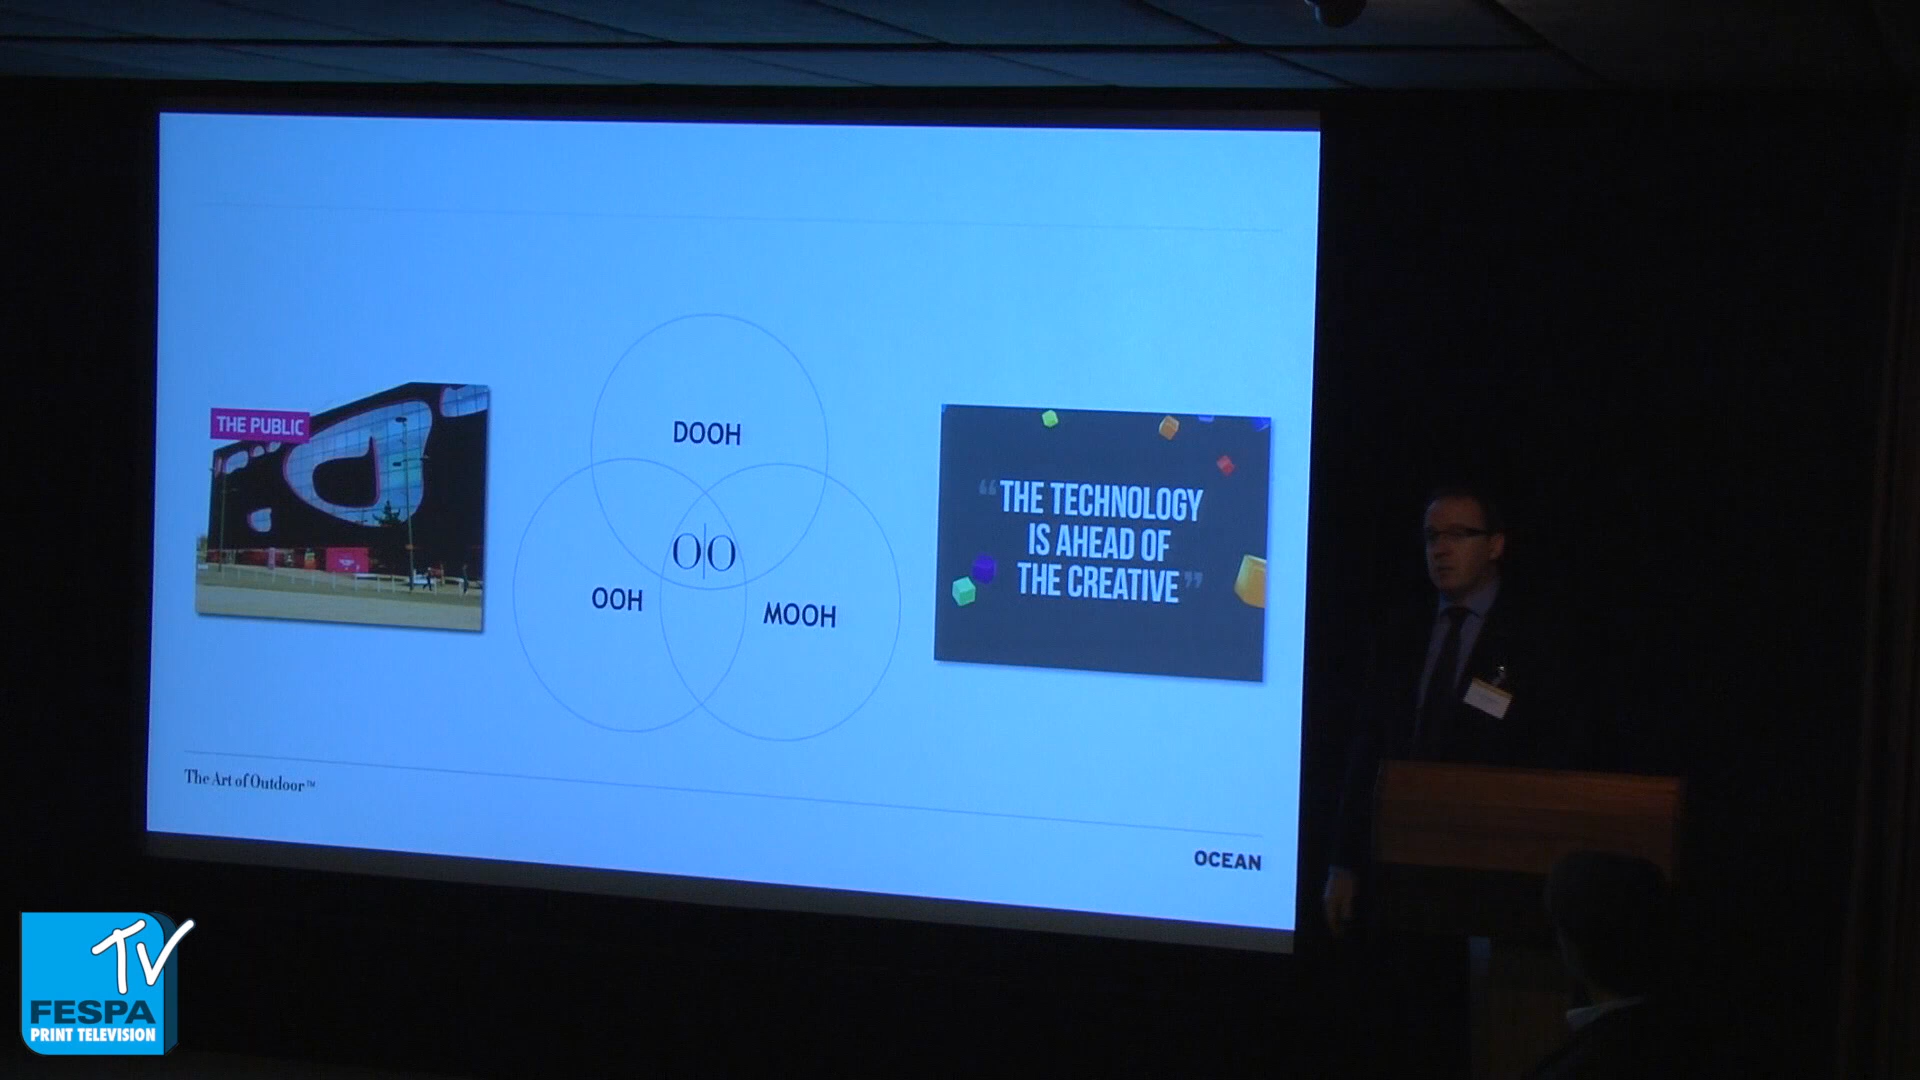 THE PUBLIC
DOOH
O|O
OOH
MOOH
“THE TECHNOLOGY
IS AHEAD OF
THE CREATIVE”
The Art of Outdoor™
OCEAN
TV
FESPA
PRINT TELEVISION